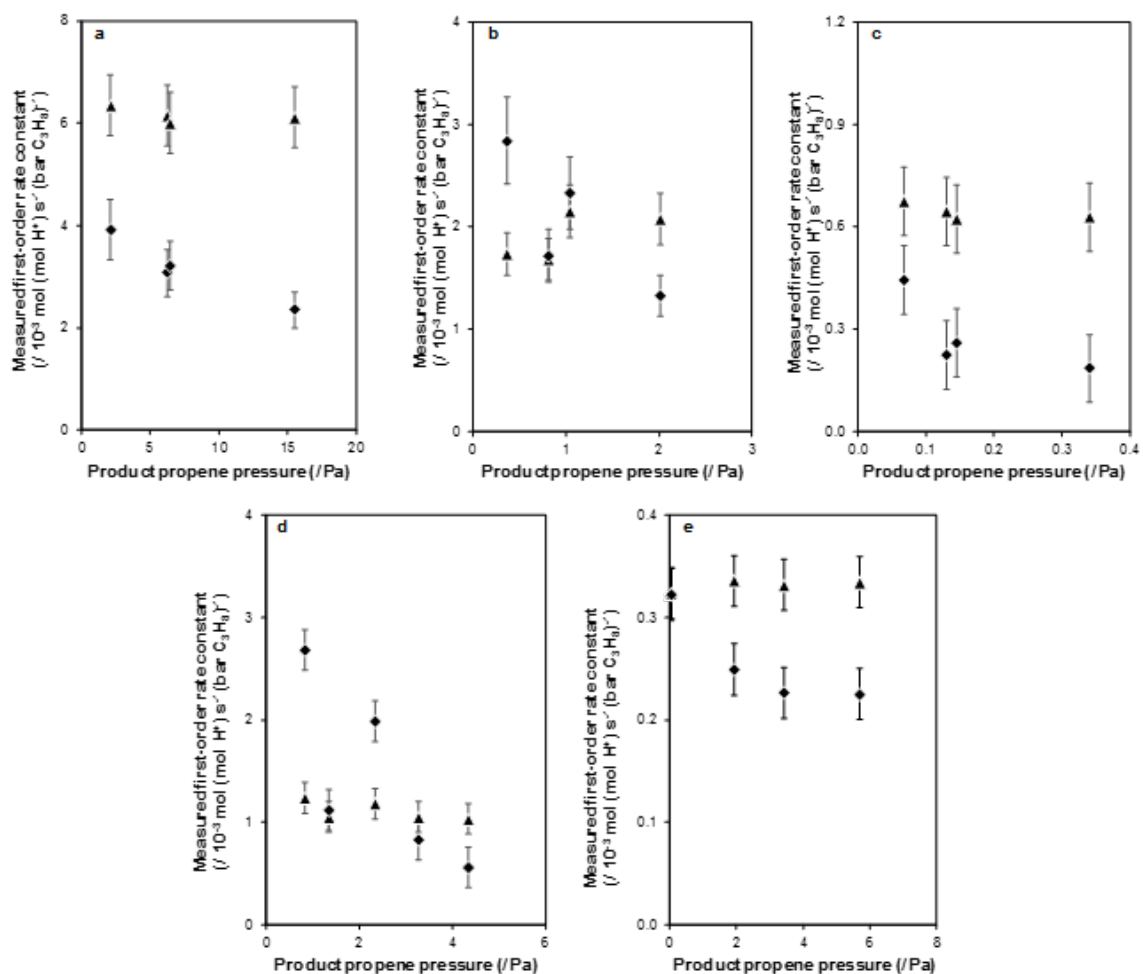 a
Measured first-order rate constant
(/ 10⁻³ mol (mol H⁺) s⁻¹ (bar C₃H₈)⁻¹)
8
6
4
2
0
0 5 10 15 20
Product propene pressure (/Pa)
b
Measured first-order rate constant
(/ 10⁻³ mol (mol H⁺) s⁻¹ (bar C₃H₈)⁻¹)
4
3
2
1
0
0 1 2 3
Product propene pressure (/Pa)
c
Measured first-order rate constant
(/ 10⁻³ mol (mol H⁺) s⁻¹ (bar C₃H₈)⁻¹)
1.2
0.9
0.6
0.3
0.0
0.0 0.1 0.2 0.3 0.4
Product propene pressure (/Pa)
d
Measured first-order rate constant
(/ 10⁻³ mol (mol H⁺) s⁻¹ (bar C₃H₈)⁻¹)
4
3
2
1
0
0 2 4 6
Product propene pressure (/Pa)
e
Measured first-order rate constant
(/ 10⁻³ mol (mol H⁺) s⁻¹ (bar C₃H₈)⁻¹)
0.4
0.3
0.2
0.1
0.0
0 2 4 6 8
Product propene pressure (/Pa)